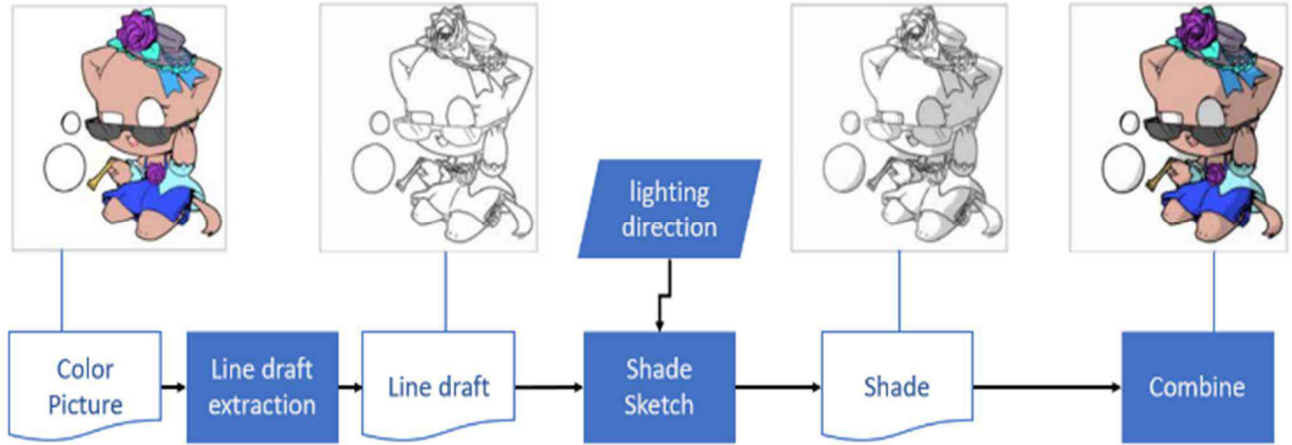 lighting
direction
Color
Picture
Line draft
extraction
Line draft
Shade
Sketch
Shade
Combine